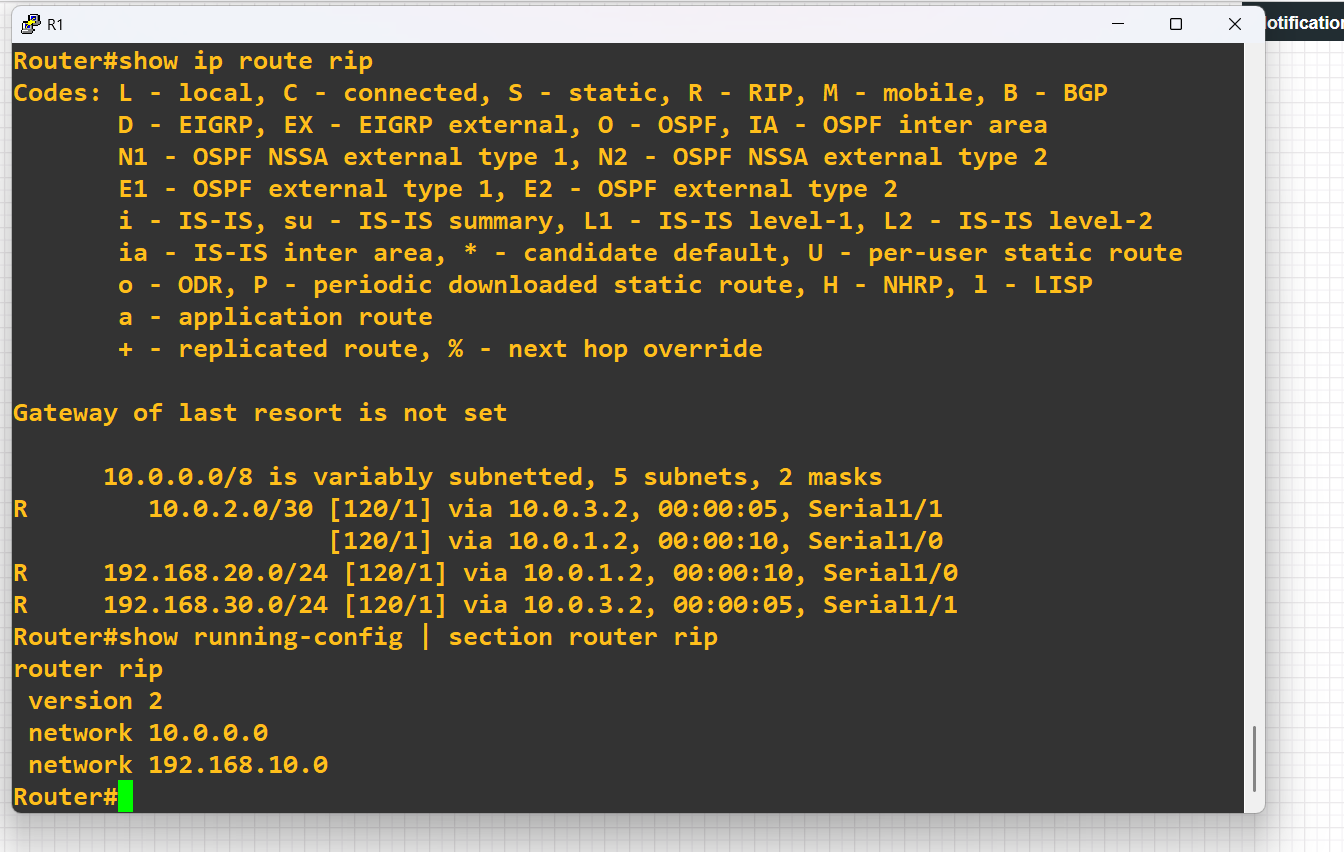 R1
Router#show ip route rip
Codes: L - local, C - connected, S - static, R - RIP, M - mobile, B - BGP
       D - EIGRP, EX - EIGRP external, O - OSPF, IA - OSPF inter area
       N1 - OSPF NSSA external type 1, N2 - OSPF NSSA external type 2
       E1 - OSPF external type 1, E2 - OSPF external type 2
       i - IS-IS, su - IS-IS summary, L1 - IS-IS level-1, L2 - IS-IS level-2
       ia - IS-IS inter area, * - candidate default, U - per-user static route
       o - ODR, P - periodic downloaded static route, H - NHRP, l - LISP
       a - application route
       + - replicated route, % - next hop override
Gateway of last resort is not set
      10.0.0.0/8 is variably subnetted, 5 subnets, 2 masks
R        10.0.2.0/30 [120/1] via 10.0.3.2, 00:00:05, Serial1/1
                     [120/1] via 10.0.1.2, 00:00:10, Serial1/0
R     192.168.20.0/24 [120/1] via 10.0.1.2, 00:00:10, Serial1/0
R     192.168.30.0/24 [120/1] via 10.0.3.2, 00:00:05, Serial1/1
Router#show running-config | section router rip
router rip
 version 2
 network 10.0.0.0
 network 192.168.10.0
Router#